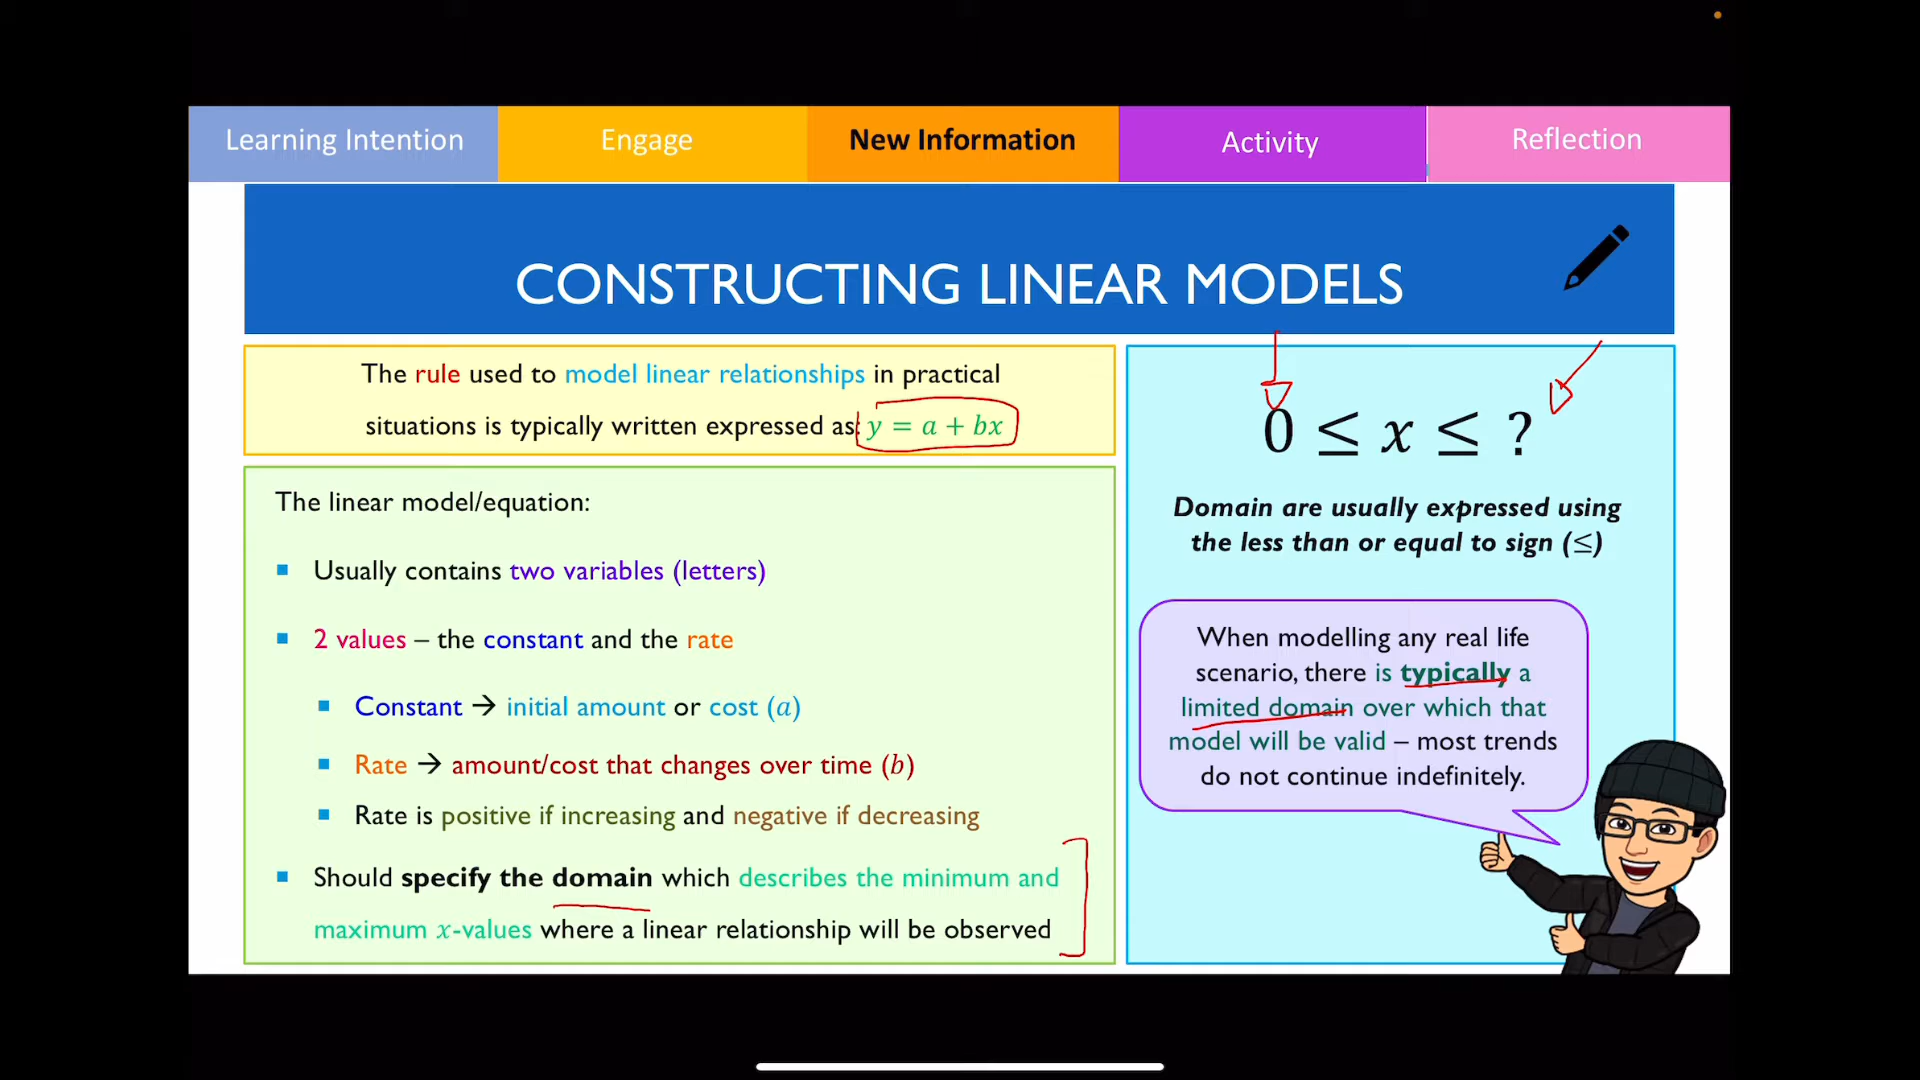 Learning Intention
Engage
New Information
Activity
Reflection
CONSTRUCTING LINEAR MODELS
The rule used to model linear relationships in practical
situations is typically written expressed as: y = a + bx
The linear model/equation:
▪ Usually contains two variables (letters)
▪ 2 values – the constant and the rate
▪ Constant → initial amount or cost (a)
▪ Rate → amount/cost that changes over time (b)
▪ Rate is positive if increasing and negative if decreasing
▪ Should specify the domain which describes the minimum and
maximum x-values where a linear relationship will be observed
0 ≤ x ≤ ?
Domain are usually expressed using
the less than or equal to sign (≤)
When modelling any real life
scenario, there is typically a
limited domain over which that
model will be valid – most trends
do not continue indefinitely.